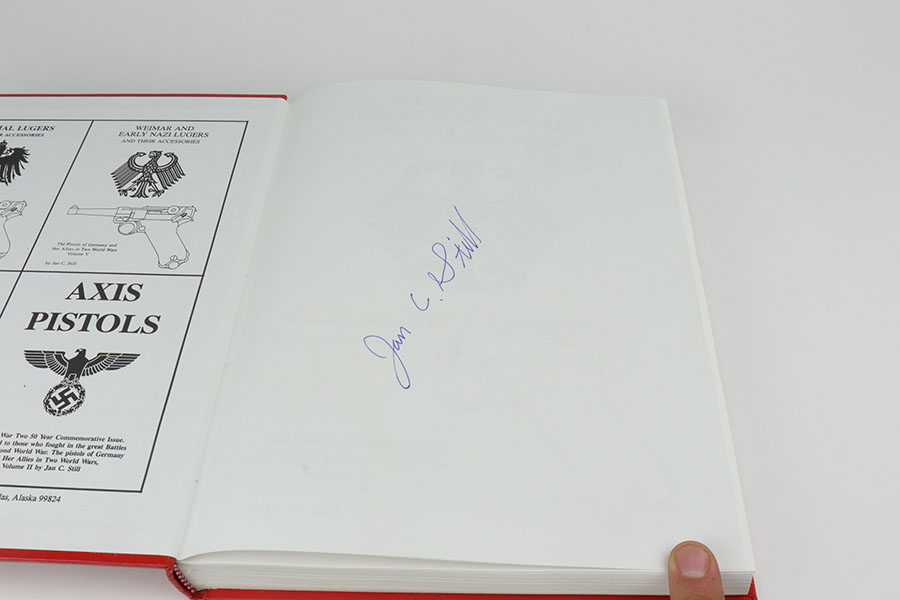 IAL LUGERS
ACCESSORIES
WEIMAR AND
EARLY NAZI LUGERS
AND THEIR ACCESSORIES
The Pistols of Germany and
Her Allies in Two World Wars
Volume V
by Jan C. Still
AXIS
PISTOLS
War Two 50 Year Commemorative Issue.
to those who fought in the great Battles
ond World War. The pistols of Germany
Her Allies in Two World Wars,
Volume II by Jan C. Still
las, Alaska 99824
Jan C. Still